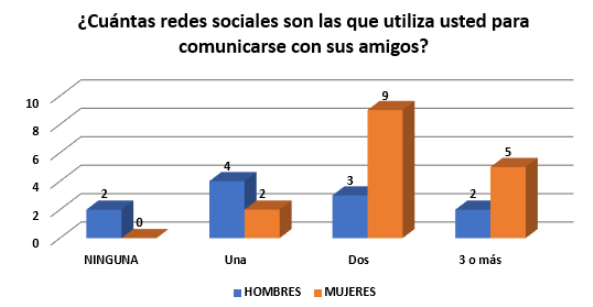 ¿Cuántas redes sociales son las que utiliza usted para
comunicarse con sus amigos?
10
8
6
4
2
0
2
0
4
2
3
9
2
5
NINGUNA
Una
Dos
3 o más
HOMBRES
MUJERES